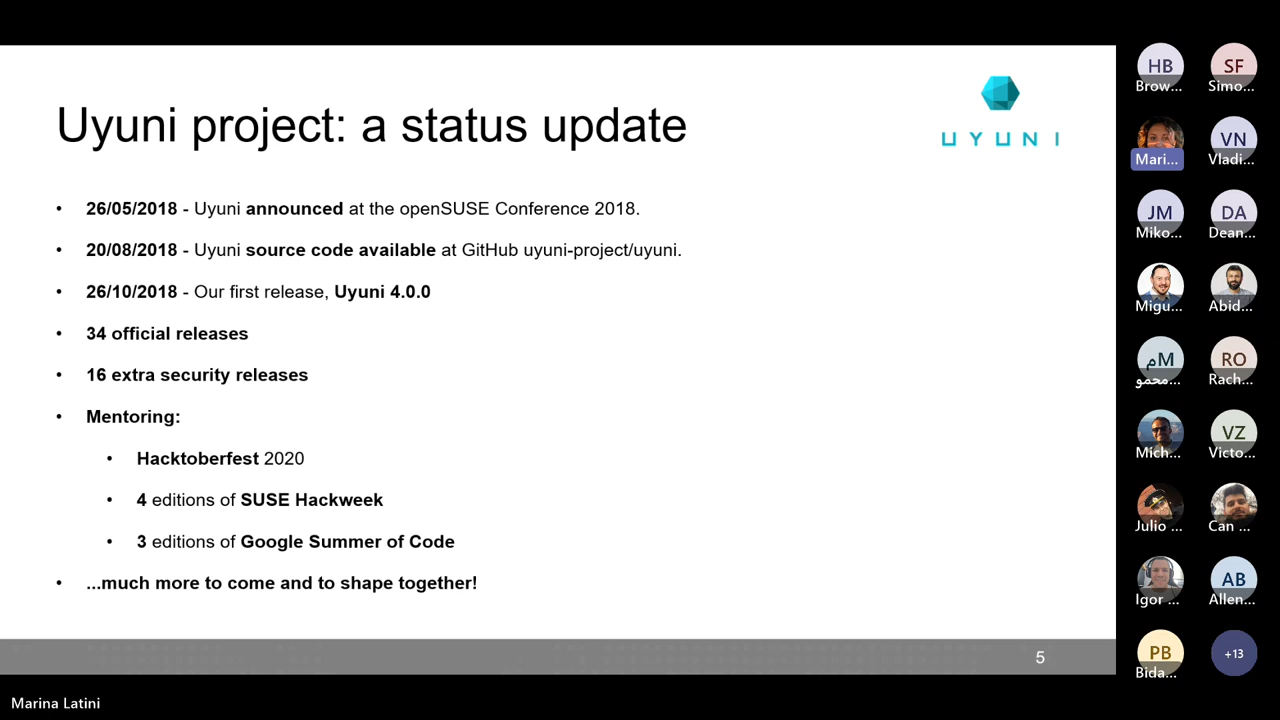 Uyuni project: a status update
UYUNI
• 26/05/2018 - Uyuni announced at the openSUSE Conference 2018.
• 20/08/2018 - Uyuni source code available at GitHub uyuni-project/uyuni.
• 26/10/2018 - Our first release, Uyuni 4.0.0
• 34 official releases
• 16 extra security releases
• Mentoring:
• Hacktoberfest 2020
• 4 editions of SUSE Hackweek
• 3 editions of Google Summer of Code
• ...much more to come and to shape together!
5
Marina Latini
HB
Brow...
SF
Simo...
Mari...
VN
Vladi...
JM
Miko...
DA
Dean...
Migu...
Abid...
مM
محمو...
RO
Rach...
Mich...
VZ
Victo...
Julio ...
Can ...
Igor ...
AB
Allen...
PB
Bida...
+13